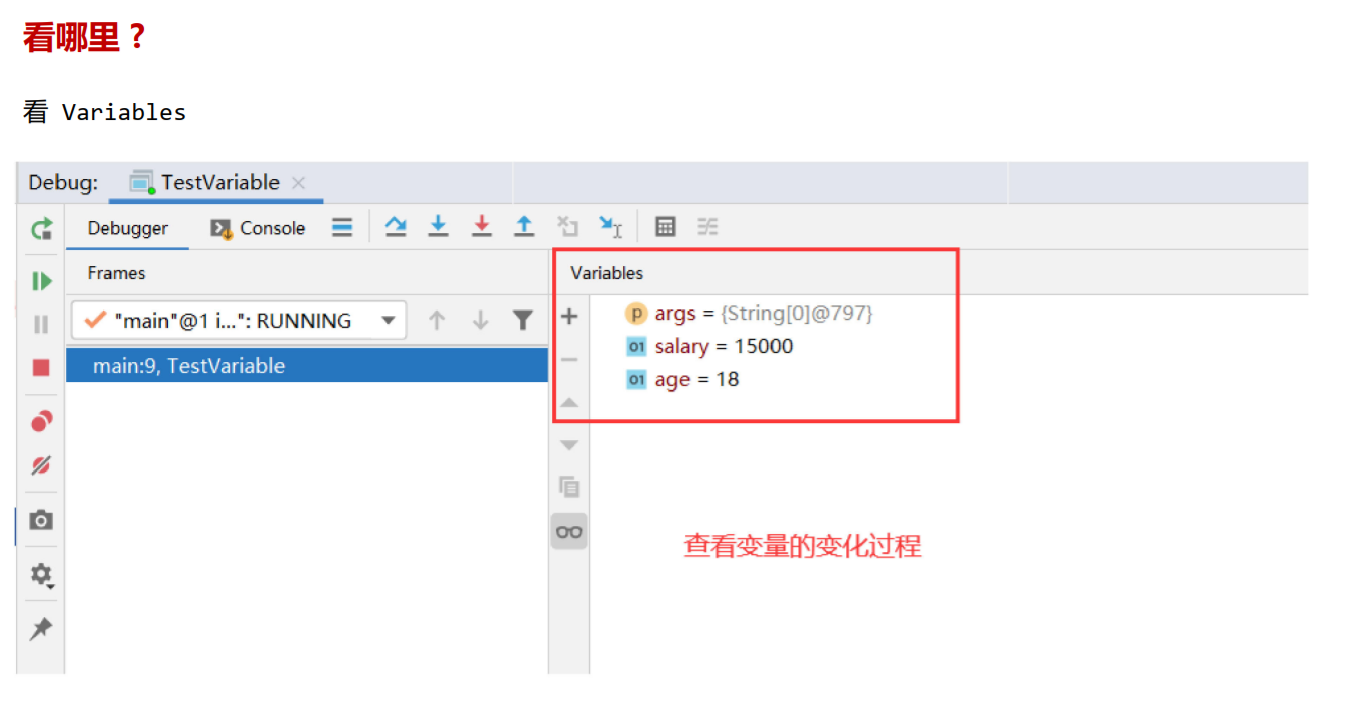 看哪里？
看 Variables
Debug: TestVariable
Debugger Console
Frames
Variables
"main"@1 i...": RUNNING
main:9, TestVariable
p args = {String[0]@797}
01 salary = 15000
01 age = 18
查看变量的变化过程